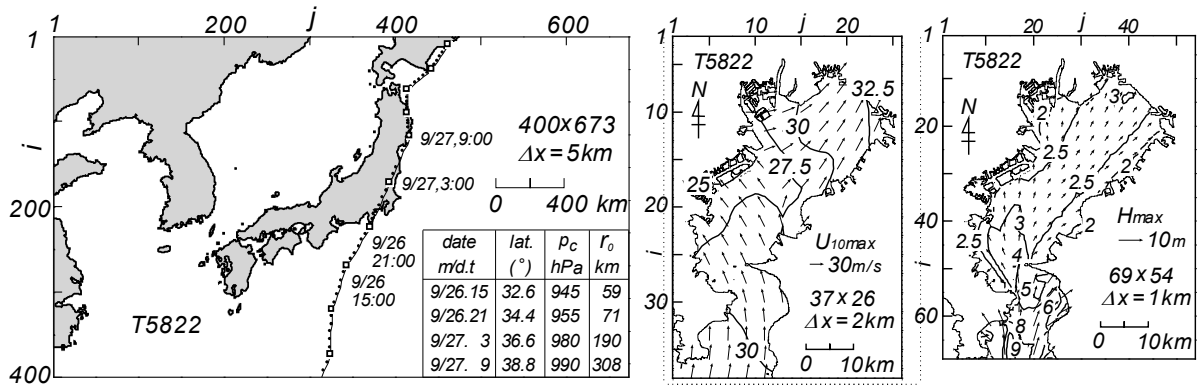 1 200 j 400 600
1
i
200
400
9/27,9:00
9/27,3:00
9/26
21:00
9/26
15:00
400×673
Δx=5km
0 400 km
T5822
date lat. pc r0
m/d.t (°) hPa km
9/26.15 32.6 945 59
9/26.21 34.4 955 71
9/27. 3 36.6 980 190
9/27. 9 38.8 990 308
1 10 i 20
1
10
20
i
30
T5822
N
32.5
30
27.5
25
30
U10max
30m/s
37×26
Δx=2km
0 10km
1 20 j 40
1
20
40
i
60
T5822
N
3
2
2.5
2
2.5
3
2
2.5
4
5
6
8
9
Hmax
10m
69×54
Δx=1km
0 10km